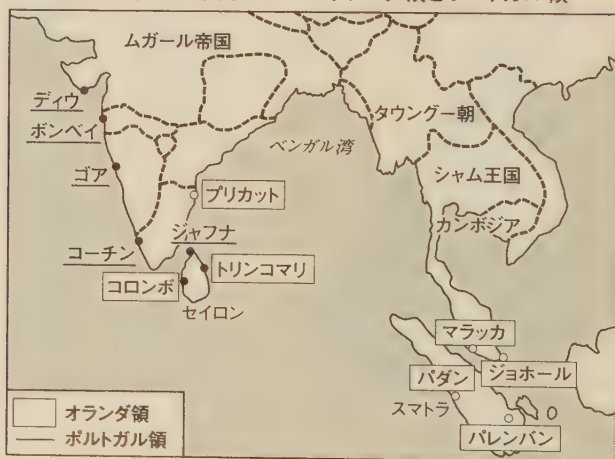 ムガール帝国
ディウ
ボンベイ
タウングー朝
ベンガル湾
シャム王国
ゴア
プリカット
カンボジア
コーチン
ジャフナ
トリンコマリ
コロンボ
セイロン
マラッカ
ジョホール
パダン
スマトラ
パレンバン
オランダ領
ポルトガル領